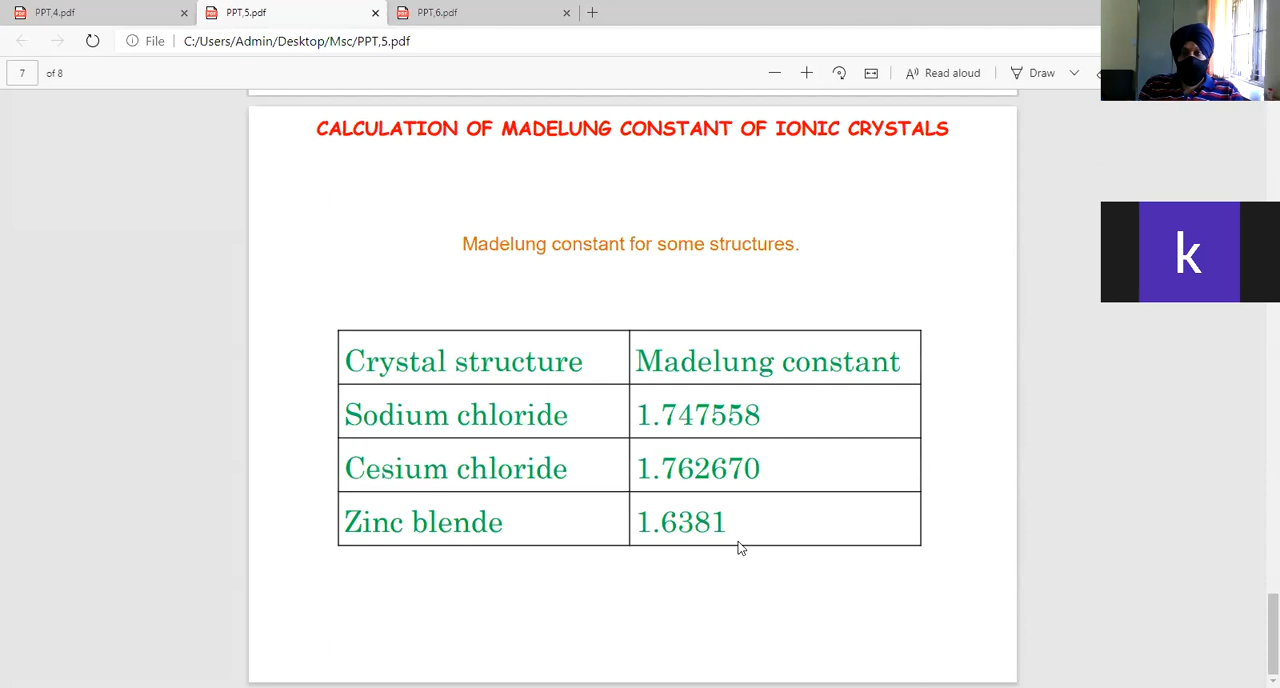 PPT,4.pdf
PPT,5.pdf
PPT,6.pdf
File
C:/Users/Admin/Desktop/Msc/PPT,5.pdf
7 of 8
Read aloud
Draw
CALCULATION OF MADELUNG CONSTANT OF IONIC CRYSTALS
Madelung constant for some structures.
Crystal structure Madelung constant
Sodium chloride 1.747558
Cesium chloride 1.762670
Zinc blende 1.6381
k